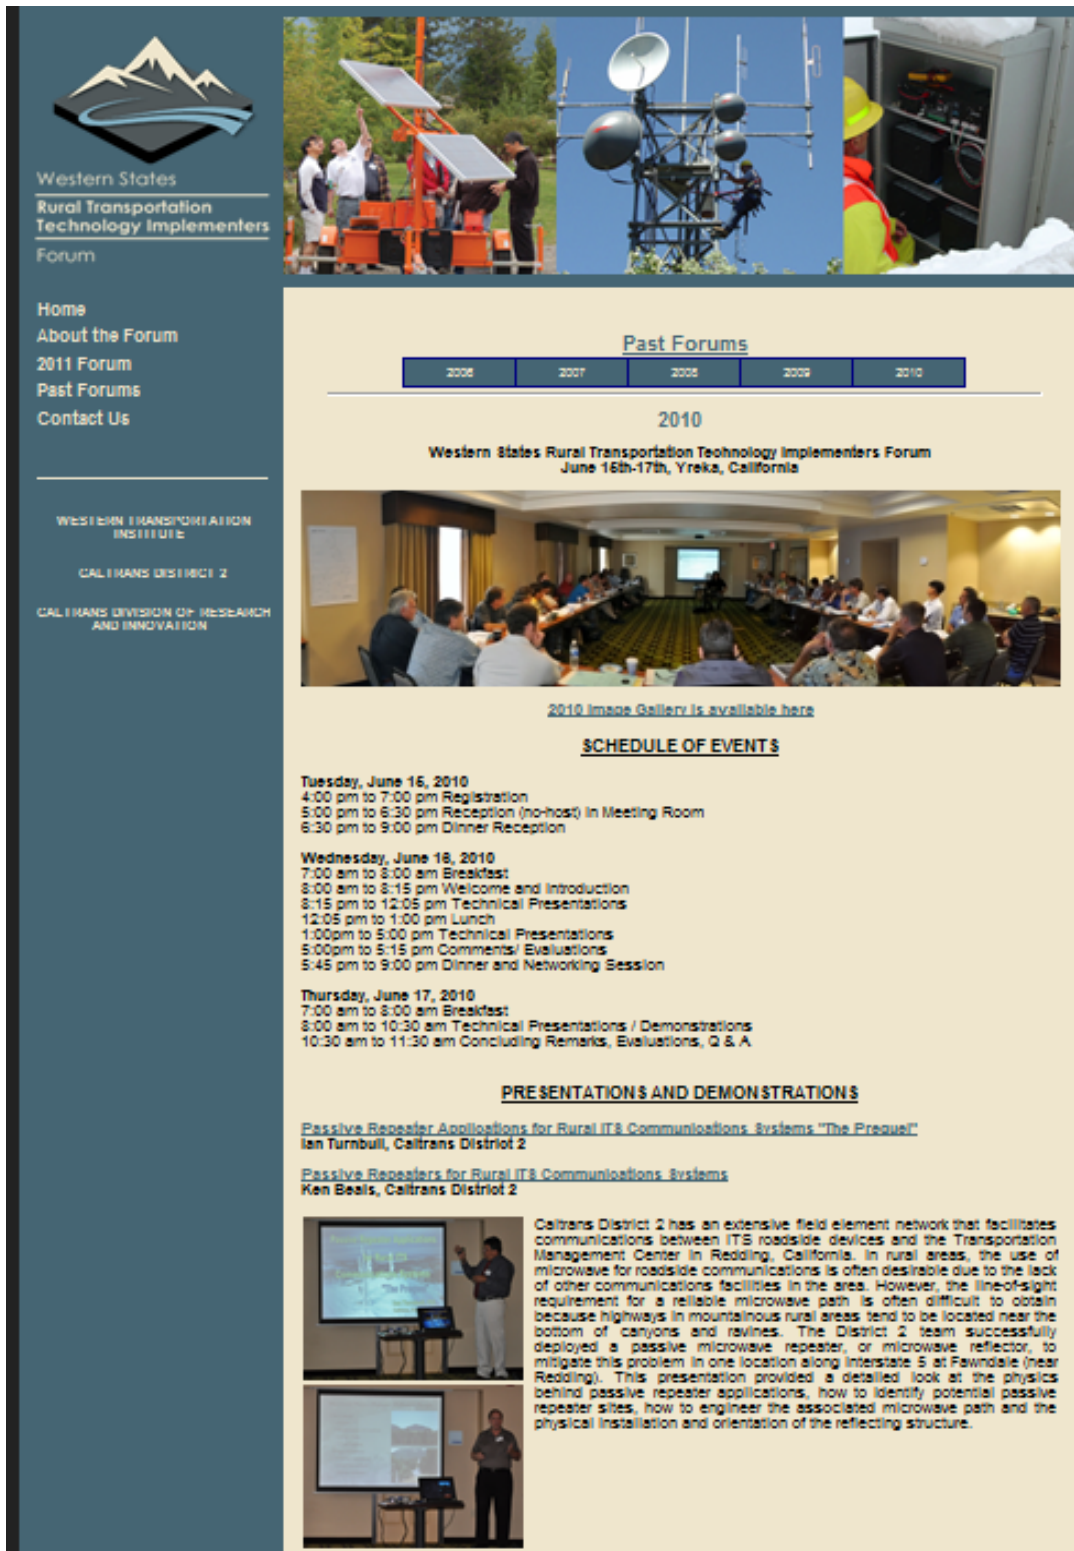 Western States
Rural Transportation
Technology Implementers
Forum
Home
About the Forum
2011 Forum
Past Forums
Contact Us
WESTERN TRANSPORTATION
INSTITUTE
CALTRANS DISTRICT 2
CALTRANS DIVISION OF RESEARCH
AND INNOVATION
Past Forums
2006 2007 2008 2009 2010
2010
Western States Rural Transportation Technology Implementers Forum
June 15th-17th, Yreka, California
2010 Image Gallery is available here
SCHEDULE OF EVENTS
Tuesday, June 15, 2010
4:00 pm to 7:00 pm Registration
5:00 pm to 6:30 pm Reception (no-host) in Meeting Room
6:30 pm to 9:00 pm Dinner Reception
Wednesday, June 16, 2010
7:00 am to 8:00 am Breakfast
8:00 am to 8:15 pm Welcome and Introduction
8:15 pm to 12:05 pm Technical Presentations
12:05 pm to 1:00 pm Lunch
1:00pm to 5:00 pm Technical Presentations
5:00pm to 5:15 pm Comments/ Evaluations
5:45 pm to 9:00 pm Dinner and Networking Session
Thursday, June 17, 2010
7:00 am to 8:00 am Breakfast
8:00 am to 10:30 am Technical Presentations / Demonstrations
10:30 am to 11:30 am Concluding Remarks, Evaluations, Q & A
PRESENTATIONS AND DEMONSTRATIONS
Passive Repeater Applications for Rural ITS Communications Systems "The Prequel"
Ian Turnbull, Caltrans District 2
Passive Repeaters for Rural ITS Communications Systems
Ken Beals, Caltrans District 2
"The Prequel"
Caltrans District 2 has an extensive field element network that facilitates
communications between ITS roadside devices and the Transportation
Management Center in Redding, California. In rural areas, the use of
microwave for roadside communications is often desirable due to the lack
of other communications facilities in the area. However, the line-of-sight
requirement for a reliable microwave path is often difficult to obtain
because highways in mountainous rural areas tend to be located near the
bottom of canyons and ravines. The District 2 team successfully
deployed a passive microwave repeater, or microwave reflector, to
mitigate this problem in one location along Interstate 5 at Fawndale (near
Redding). This presentation provided a detailed look at the physics
behind passive repeater applications, how to identify potential passive
repeater sites, how to engineer the associated microwave path and the
physical installation and orientation of the reflecting structure.